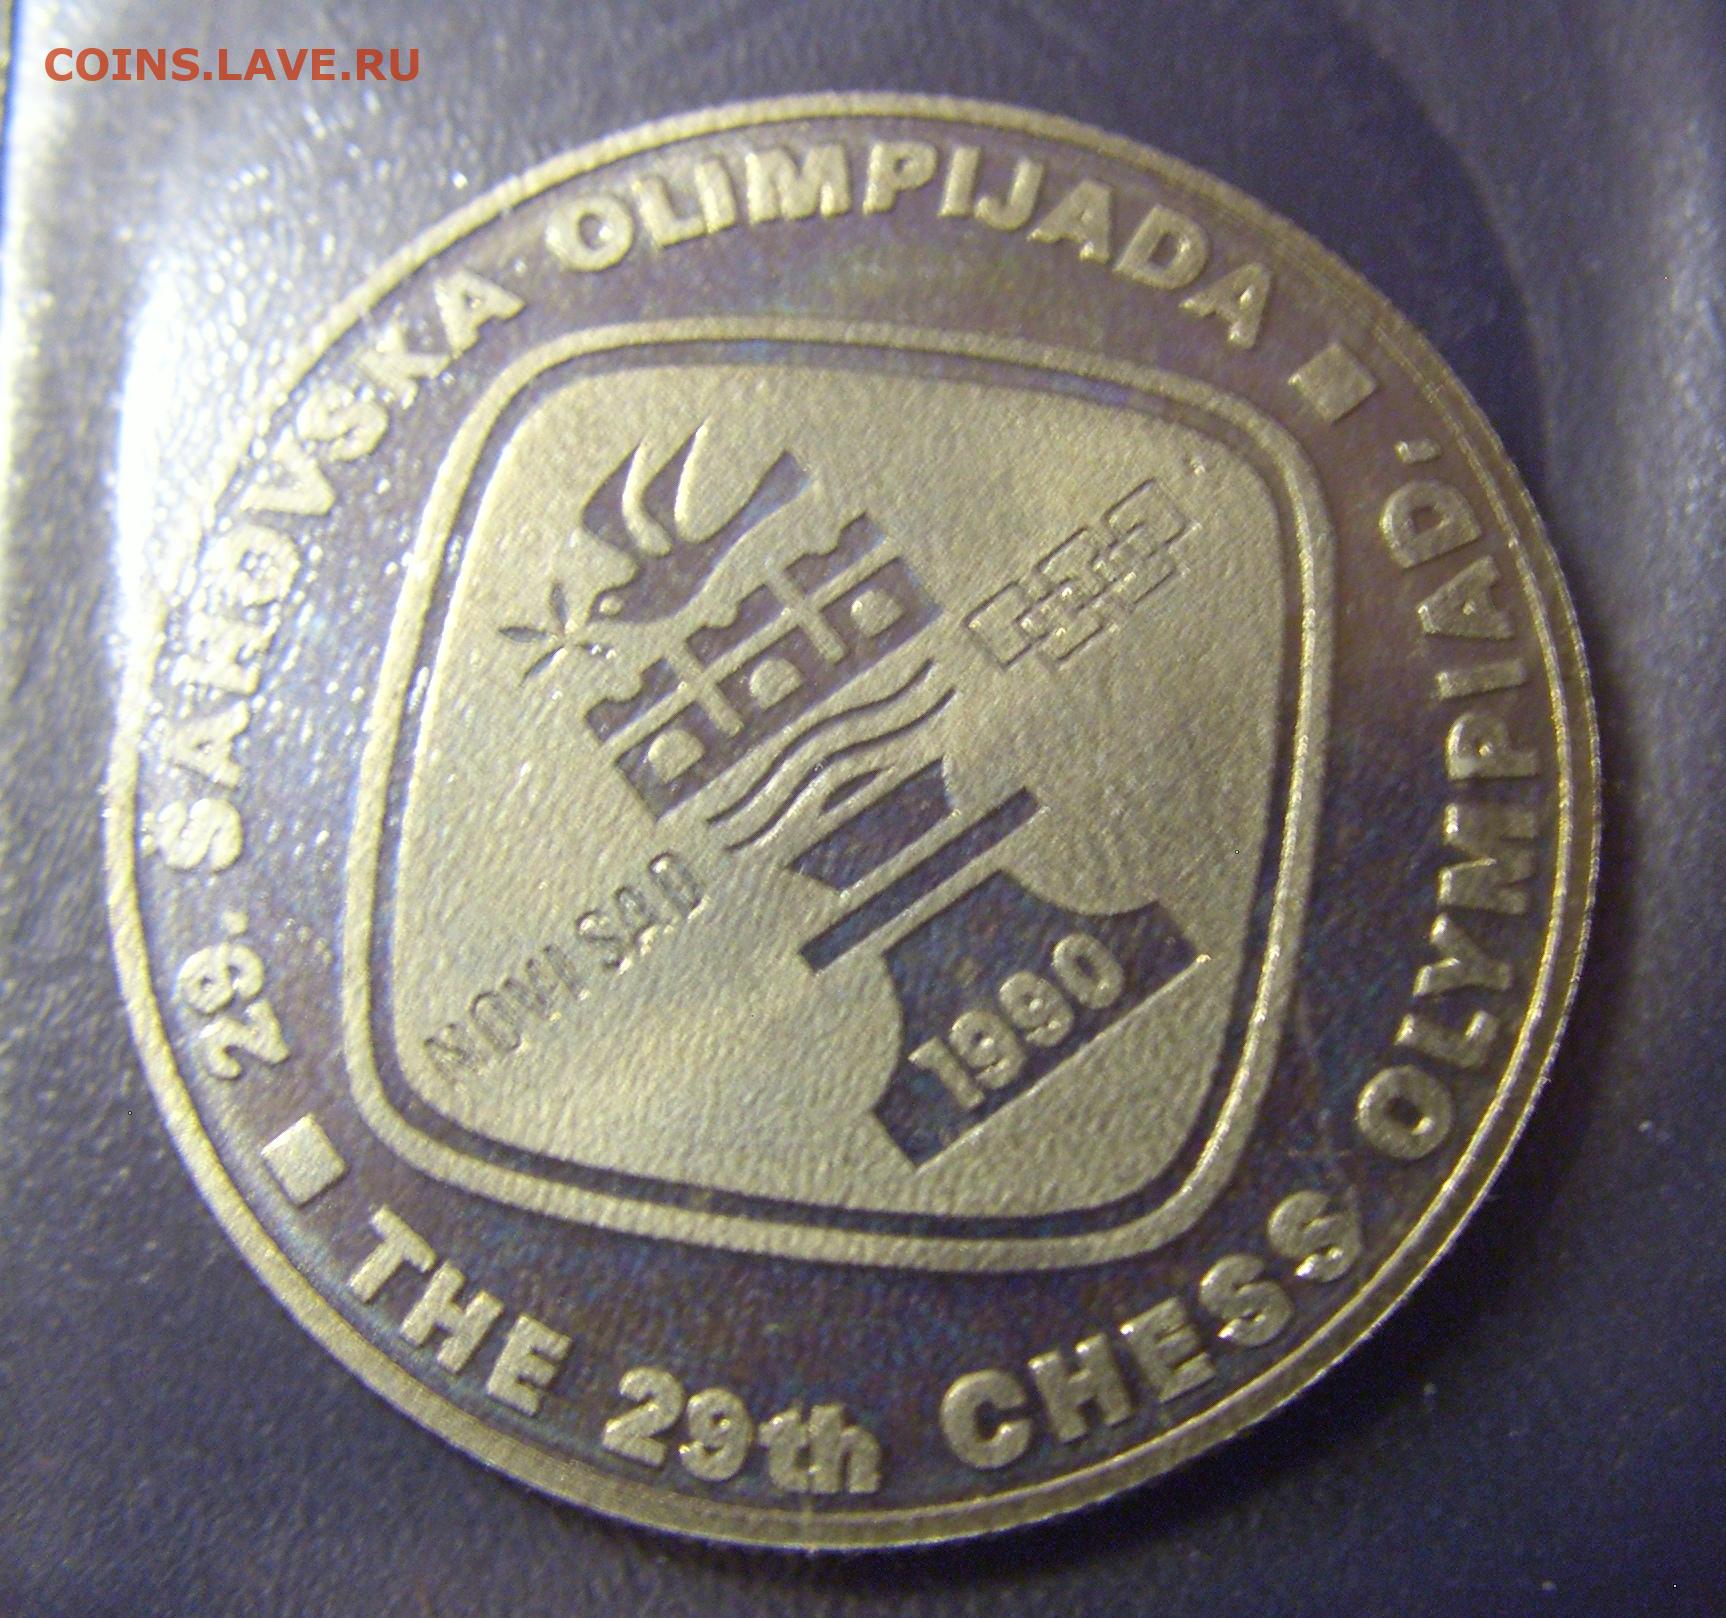 COINS.LAVE.RU
29. ŠAHOVSKA OLIMPIJADA
THE 29th CHESS OLYMPIAD'
NOVI SAD
1990